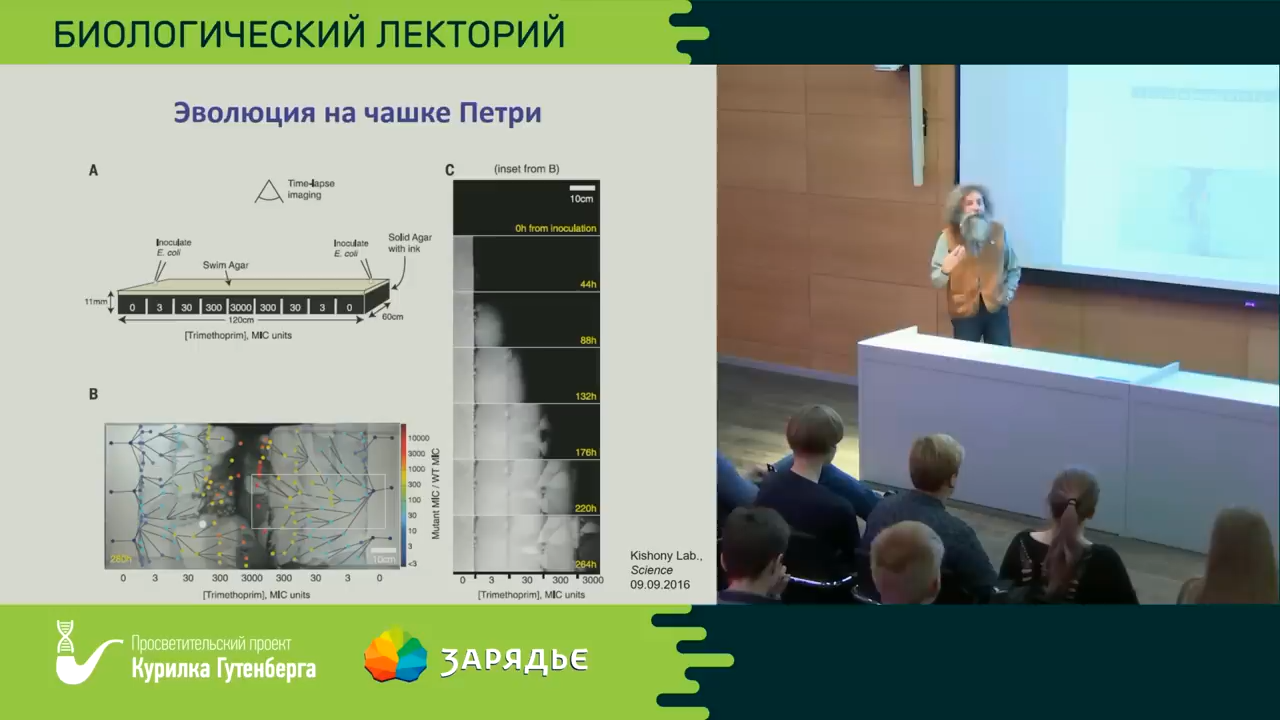 БИОЛОГИЧЕСКИЙ ЛЕКТОРИЙ
Эволюция на чашке Петри
A
Time-lapse
imaging
Inoculate
E. coli
Swim Agar
Inoculate
E. coli
Solid Agar
with ink
11mm
0 3 30 300 3000 300 30 3 0
120cm
60cm
[Trimethoprim], MIC units
B
260h
10cm
10000
3000
1000
300
100
30
10
3
<3
Mutant MIC / WT MIC
0 3 30 300 3000 300 30 3 0
[Trimethoprim], MIC units
C
(inset from B)
10cm
0h from inoculation
44h
88h
132h
176h
220h
264h
0 3 30 300 3000
[Trimethoprim], MIC units
Kishony Lab.,
Science
09.09.2016
Просветительский проект
Курилка Гутенберга
ЗАРЯДЬЕ